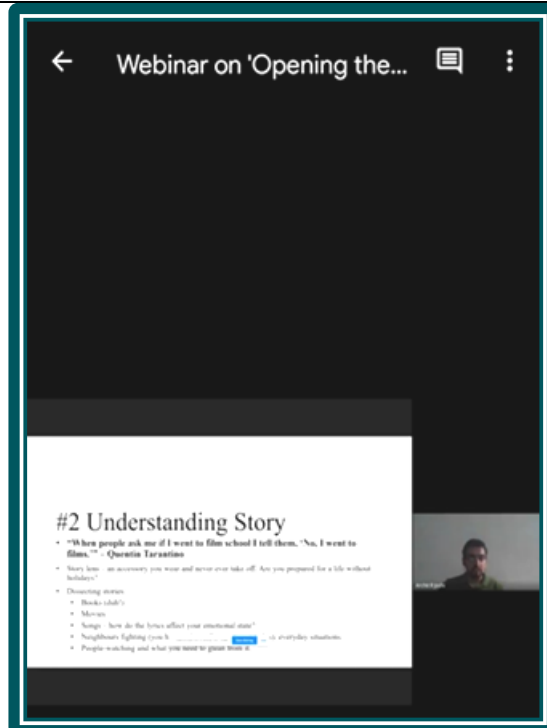 Webinar on 'Opening the...
#2 Understanding Story
• "When people ask me if I went to film school I tell them, 'No, I went to
films.'" - Quentin Tarantino
• Story lens – an accessory you wear and never ever take off. Are you prepared for a life without
holidays?
• Dissecting stories
• Books (duh!)
• Movies
• Songs – how do the lyrics affect your emotional state?
• Neighbours fighting (you h everyday situations
• People-watching and what you need to glean from it